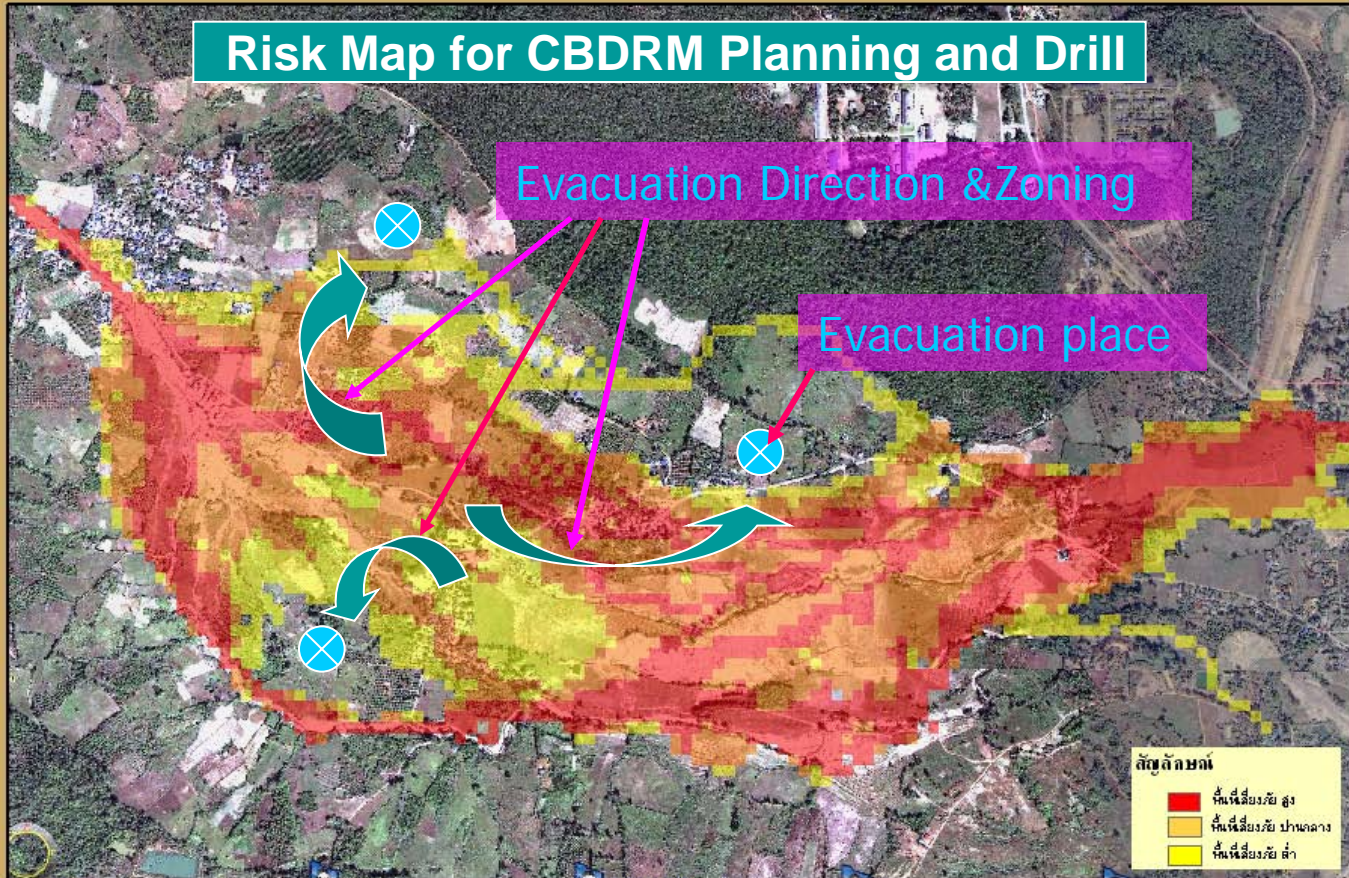 Risk Map for CBDRM Planning and Drill
Evacuation Direction &Zoning
Evacuation place
สัญลักษณ์
พื้นที่เสี่ยงภัย สูง
พื้นที่เสี่ยงภัย ปานกลาง
พื้นที่เสี่ยงภัย ต่ำ